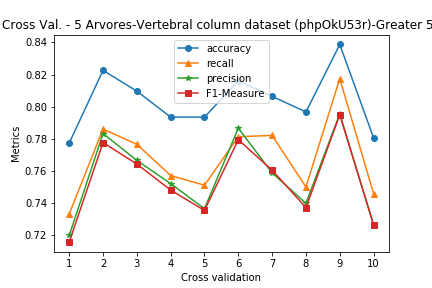 Cross Val. - 5 Arvores-Vertebral column dataset (phpOkU53r)-Greater 5
0.84
0.82
0.80
0.78
0.76
0.74
0.72
Metrics
accuracy
recall
precision
F1-Measure
1 2 3 4 5 6 7 8 9 10
Cross validation